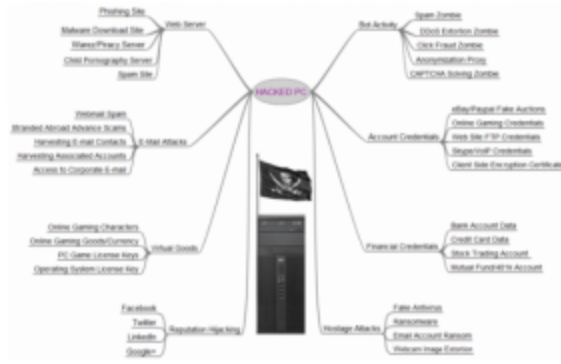 HACKED PC
Web Server
Phishing Site
Malware Download Site
Warez/Piracy Server
Child Pornography Server
Spam Site
E-Mail Attacks
Webmail Spam
Stranded Abroad Advance Scams
Harvesting E-mail Contacts
Harvesting Associated Accounts
Access to Corporate E-mail
Virtual Goods
Online Gaming Characters
Online Gaming Goods/Currency
PC Game License Keys
Operating System License Key
Reputation Hijacking
Facebook
Twitter
LinkedIn
Google+
Bot Activity
Spam Zombie
DDoS Extortion Zombie
Click Fraud Zombie
Anonymization Proxy
CAPTCHA Solving Zombie
Account Credentials
eBay/Paypal Fake Auctions
Online Gaming Credentials
Web Site FTP Credentials
Skype/VoIP Credentials
Client Side Encryption Certificate
Financial Credentials
Bank Account Data
Credit Card Data
Stock Trading Account
Mutual Fund/401k Account
Hostage Attacks
Fake Antivirus
Ransomware
Email Account Ransom
Webcam Image Extortion